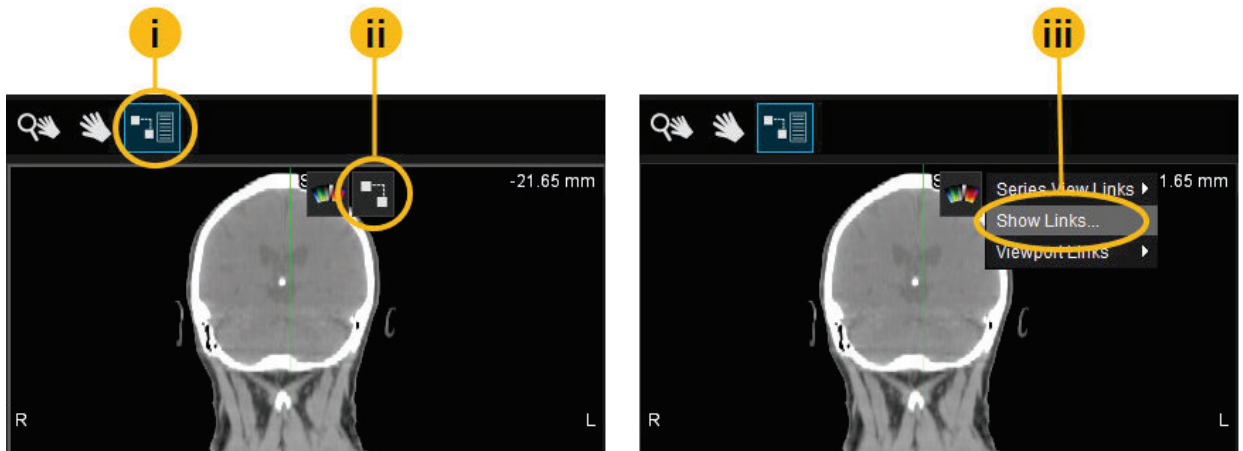 i
ii
iii
S
-21.65 mm
R
L
S
Series View Links
1.65 mm
Show Links...
Viewport Links
R
L